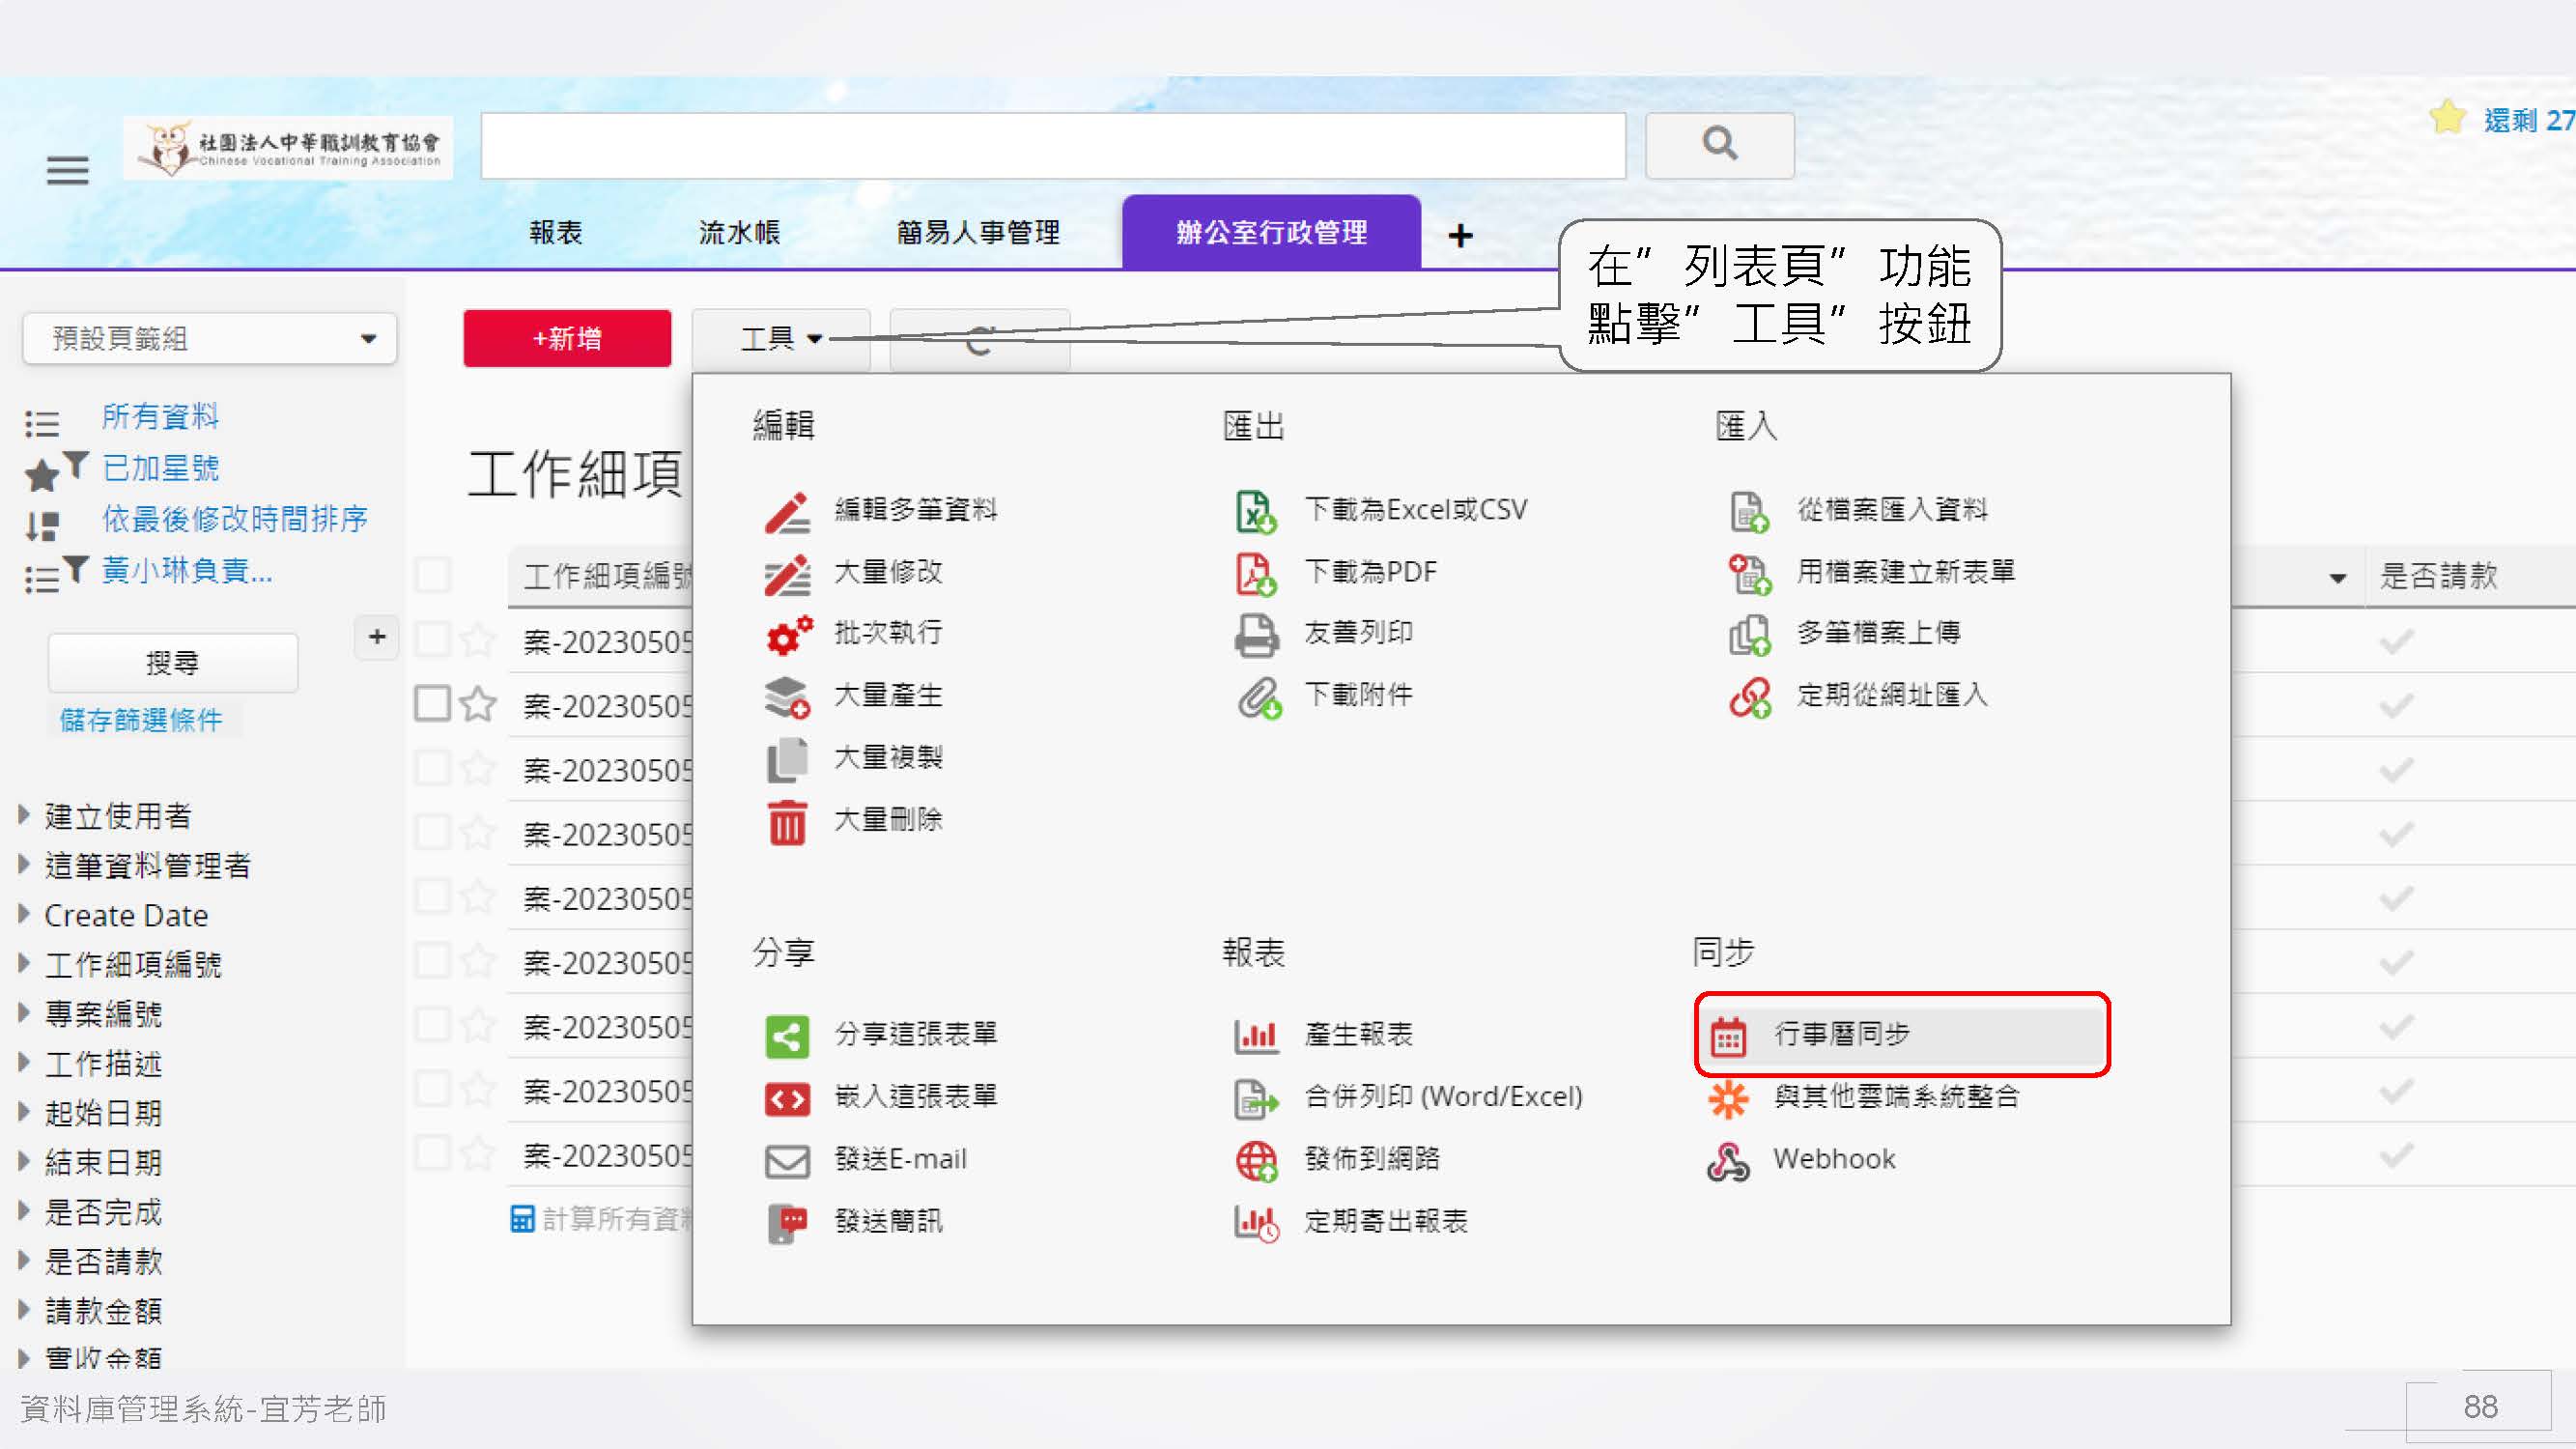 社團法人中華職訓教育協會
Chinese Vocational Training Association
還剩 27
報表
流水帳
簡易人事管理
辦公室行政管理
+
在”列表頁”功能
點擊”工具”按鈕
預設頁籤組
+新增
工具
所有資料
已加星號
依最後修改時間排序
黃小琳負責...
+
搜尋
儲存篩選條件
建立使用者
這筆資料管理者
Create Date
工作細項編號
專案編號
工作描述
起始日期
結束日期
是否完成
是否請款
請款金額
實收金額
工作細項
工作細項編號
是否請款
案-20230505
案-20230505
案-20230505
案-20230505
案-20230505
案-20230505
案-20230505
案-20230505
案-20230505
計算所有資料
編輯
編輯多筆資料
大量修改
批次執行
大量產生
大量複製
大量刪除
匯出
下載為Excel或CSV
下載為PDF
友善列印
下載附件
匯入
從檔案匯入資料
用檔案建立新表單
多筆檔案上傳
定期從網址匯入
分享
分享這張表單
嵌入這張表單
發送E-mail
發送簡訊
報表
產生報表
合併列印 (Word/Excel)
發佈到網路
定期寄出報表
同步
行事曆同步
與其他雲端系統整合
Webhook
資料庫管理系統-宜芳老師
88